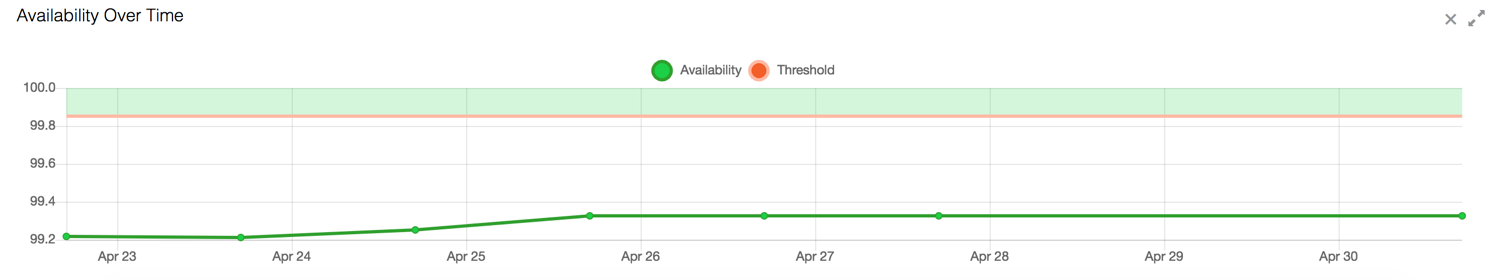 Availability Over Time
Availability Threshold
100.0
99.8
99.6
99.4
99.2
Apr 23 Apr 24 Apr 25 Apr 26 Apr 27 Apr 28 Apr 29 Apr 30